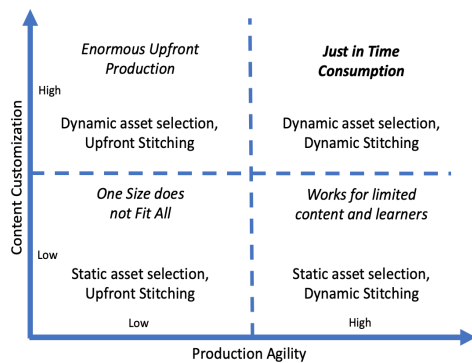 Enormous Upfront
Production
Just in Time
Consumption
High
Dynamic asset selection,
Upfront Stitching
Dynamic asset selection,
Dynamic Stitching
Content Customization
One Size does
not Fit All
Works for limited
content and learners
Low
Static asset selection,
Upfront Stitching
Static asset selection,
Dynamic Stitching
Low
High
Production Agility